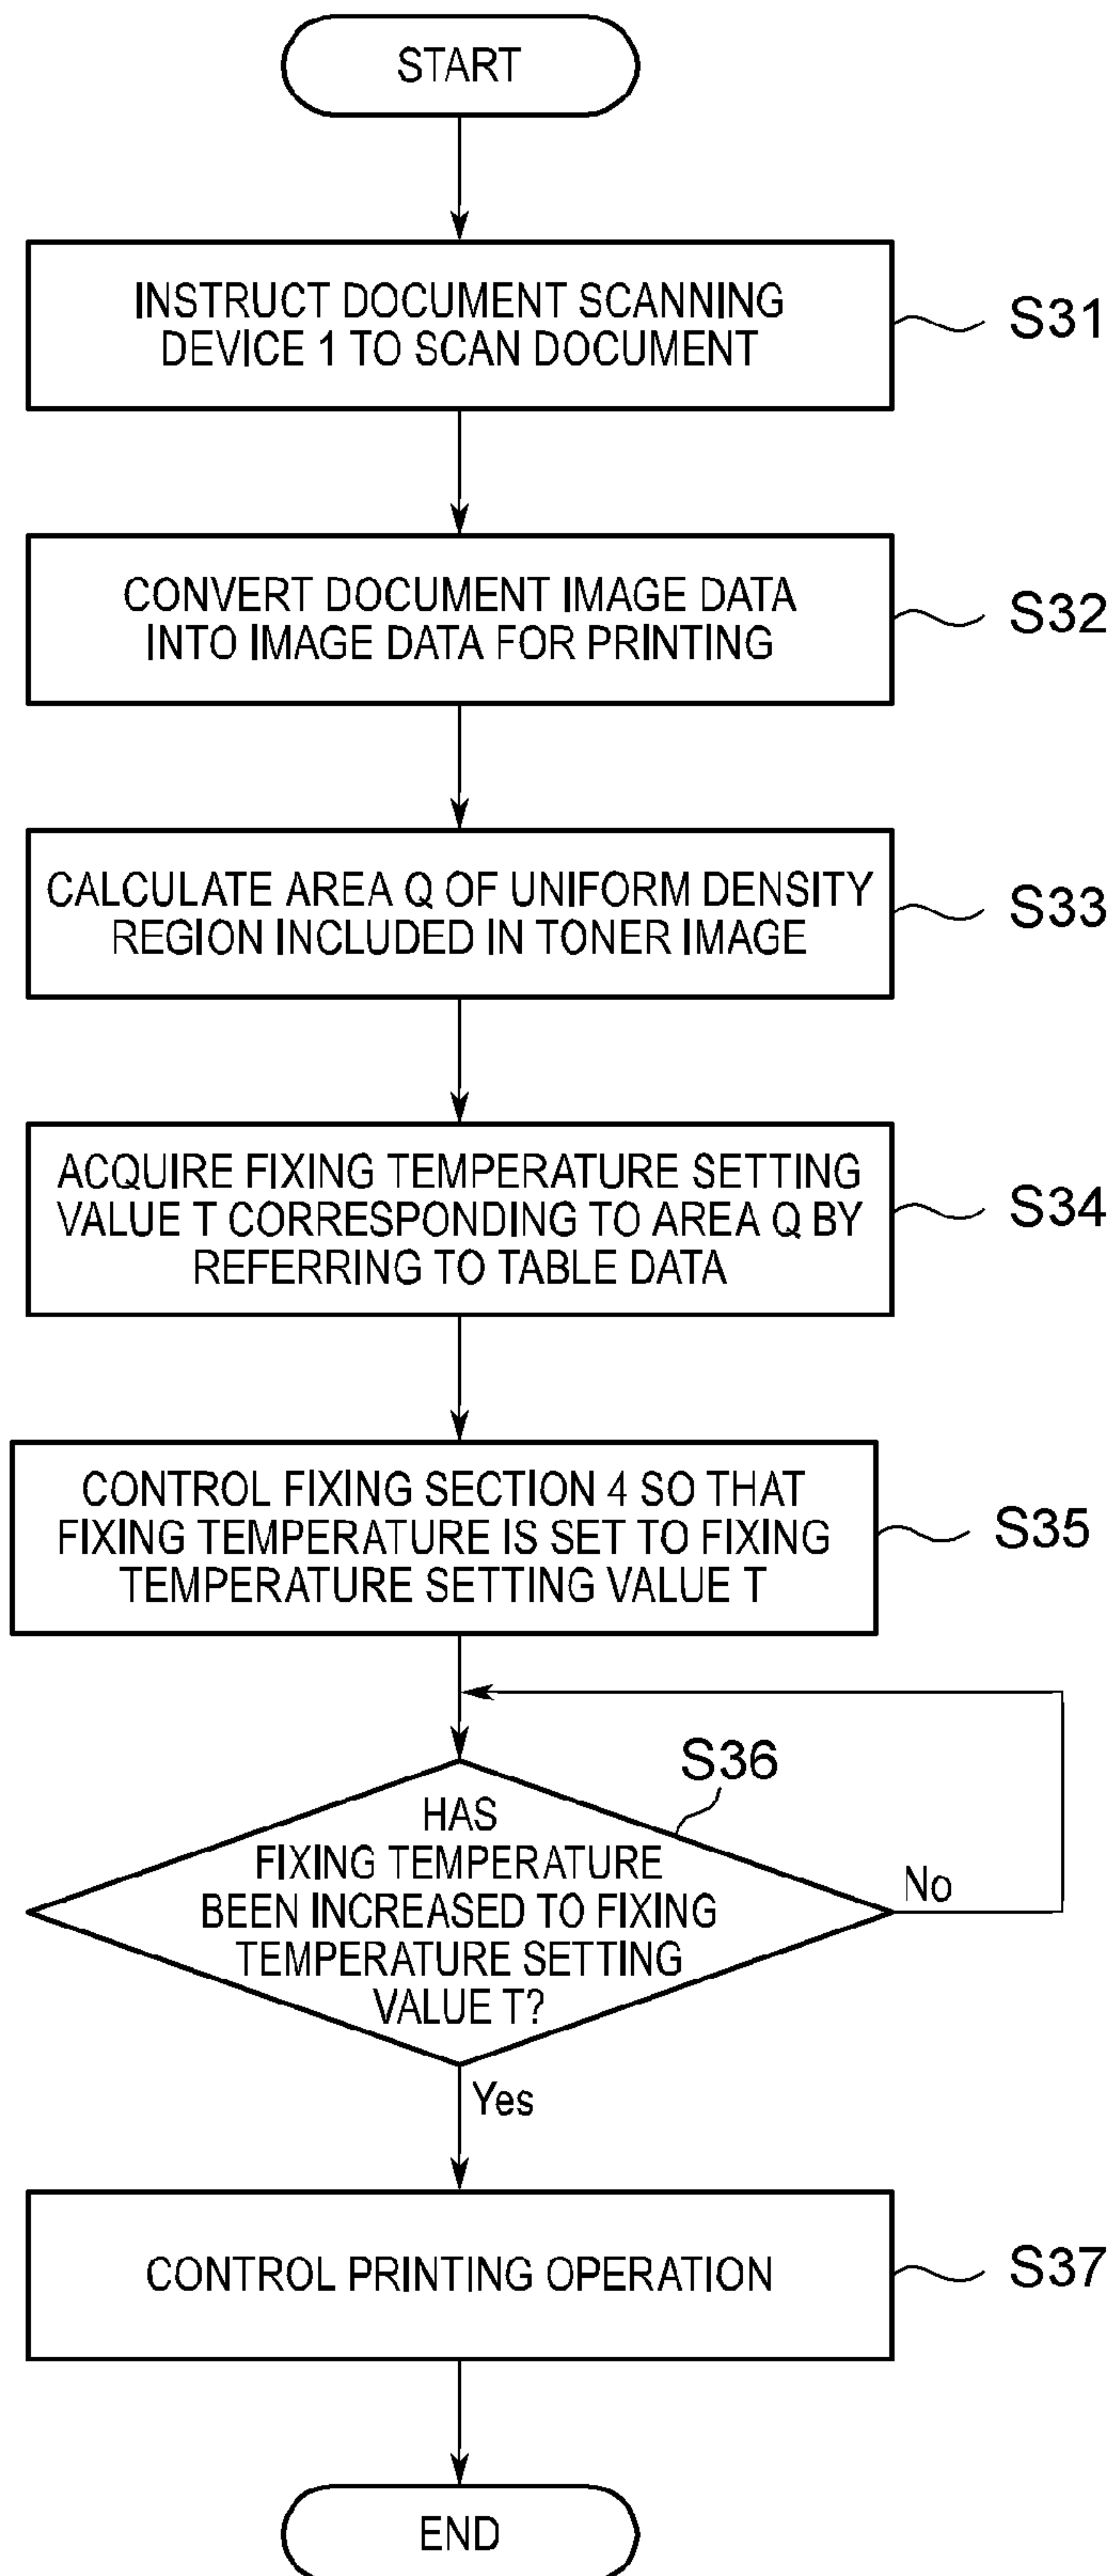 START
INSTRUCT DOCUMENT SCANNING
DEVICE 1 TO SCAN DOCUMENT
S31
CONVERT DOCUMENT IMAGE DATA
INTO IMAGE DATA FOR PRINTING
S32
CALCULATE AREA Q OF UNIFORM DENSITY
REGION INCLUDED IN TONER IMAGE
S33
ACQUIRE FIXING TEMPERATURE SETTING
VALUE T CORRESPONDING TO AREA Q BY
REFERRING TO TABLE DATA
S34
CONTROL FIXING SECTION 4 SO THAT
FIXING TEMPERATURE IS SET TO FIXING
TEMPERATURE SETTING VALUE T
S35
S36
HAS
FIXING TEMPERATURE
BEEN INCREASED TO FIXING
TEMPERATURE SETTING
VALUE T?
No
Yes
CONTROL PRINTING OPERATION
S37
END